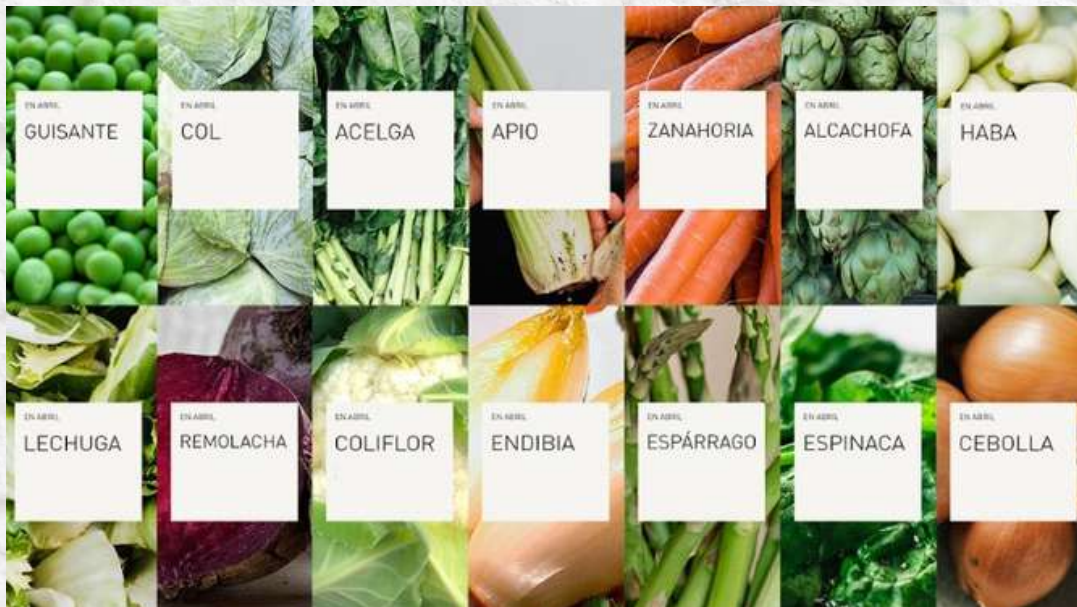 EN ABRIL
GUISANTE
EN ABRIL
COL
EN ABRIL
ACELGA
EN ABRIL
APIO
EN ABRIL
ZANAHORIA
EN ABRIL
ALCACHOFA
EN ABRIL
HABA
EN ABRIL
LECHUGA
EN ABRIL
REMOLACHA
EN ABRIL
COLIFLOR
EN ABRIL
ENDIBIA
EN ABRIL
ESPÁRRAGO
EN ABRIL
ESPINACA
EN ABRIL
CEBOLLA